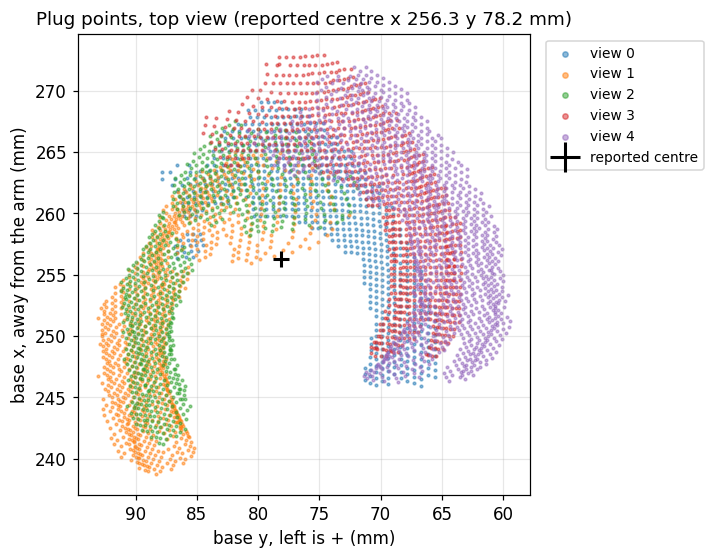 Plug points, top view (reported centre x 256.3 y 78.2 mm)
view 0
view 1
view 2
view 3
view 4
reported centre
base x, away from the arm (mm)
270
265
260
255
250
245
240
90 85 80 75 70 65 60
base y, left is + (mm)